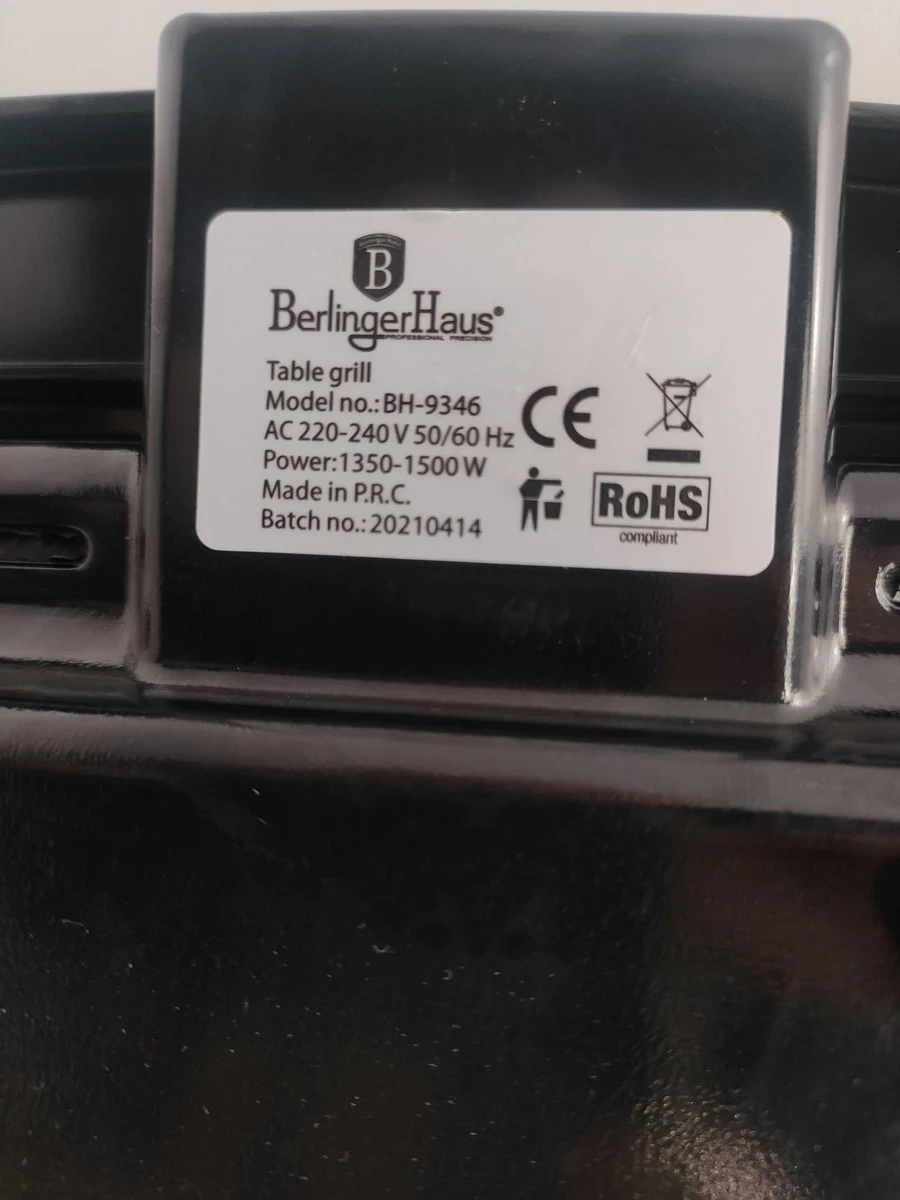 B
BerlingerHaus®
PROFESSIONAL PRECISION
Table grill
Model no.: BH-9346
AC 220-240 V 50/60 Hz
Power:1350-1500 W
Made in P.R.C.
Batch no.: 20210414
CE
RoHS
compliant